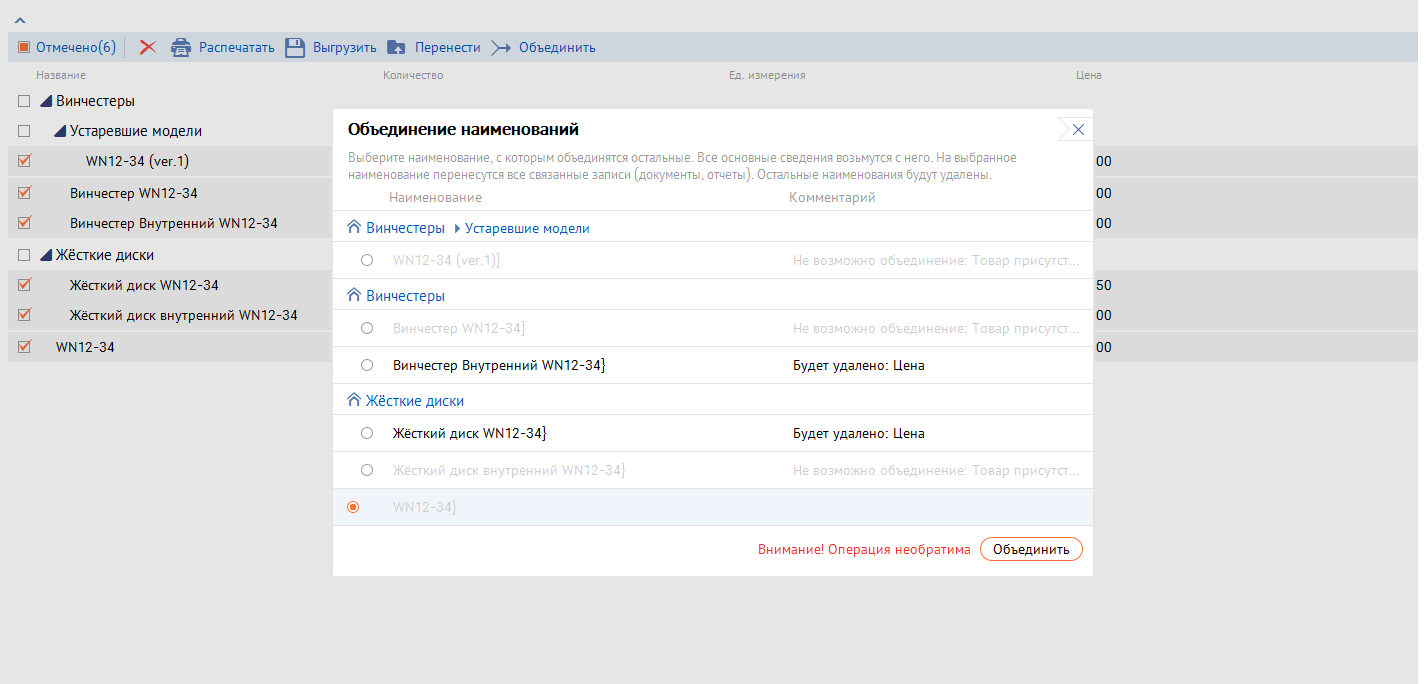 Отмечено(6) Распечатать Выгрузить Перенести Объединить
Название Количество Ед. измерения Цена
Винчестеры
Устаревшие модели
WN12-34 (ver.1) 00
Винчестер WN12-34 00
Винчестер Внутренний WN12-34 00
Жёсткие диски
Жёсткий диск WN12-34 50
Жёсткий диск внутренний WN12-34 00
WN12-34 00
Объединение наименований
Выберите наименование, с которым объединятся остальные. Все основные сведения возьмутся с него. На выбранное
наименование перенесутся все связанные записи (документы, отчеты). Остальные наименования будут удалены.
Наименование Комментарий
Винчестеры Устаревшие модели
WN12-34 (ver.1)} Не возможно объединение: Товар присутст...
Винчестеры
Винчестер WN12-34} Не возможно объединение: Товар присутст...
Винчестер Внутренний WN12-34} Будет удалено: Цена
Жёсткие диски
Жёсткий диск WN12-34} Будет удалено: Цена
Жёсткий диск внутренний WN12-34} Не возможно объединение: Товар присутст...
WN12-34}
Внимание! Операция необратима Объединить